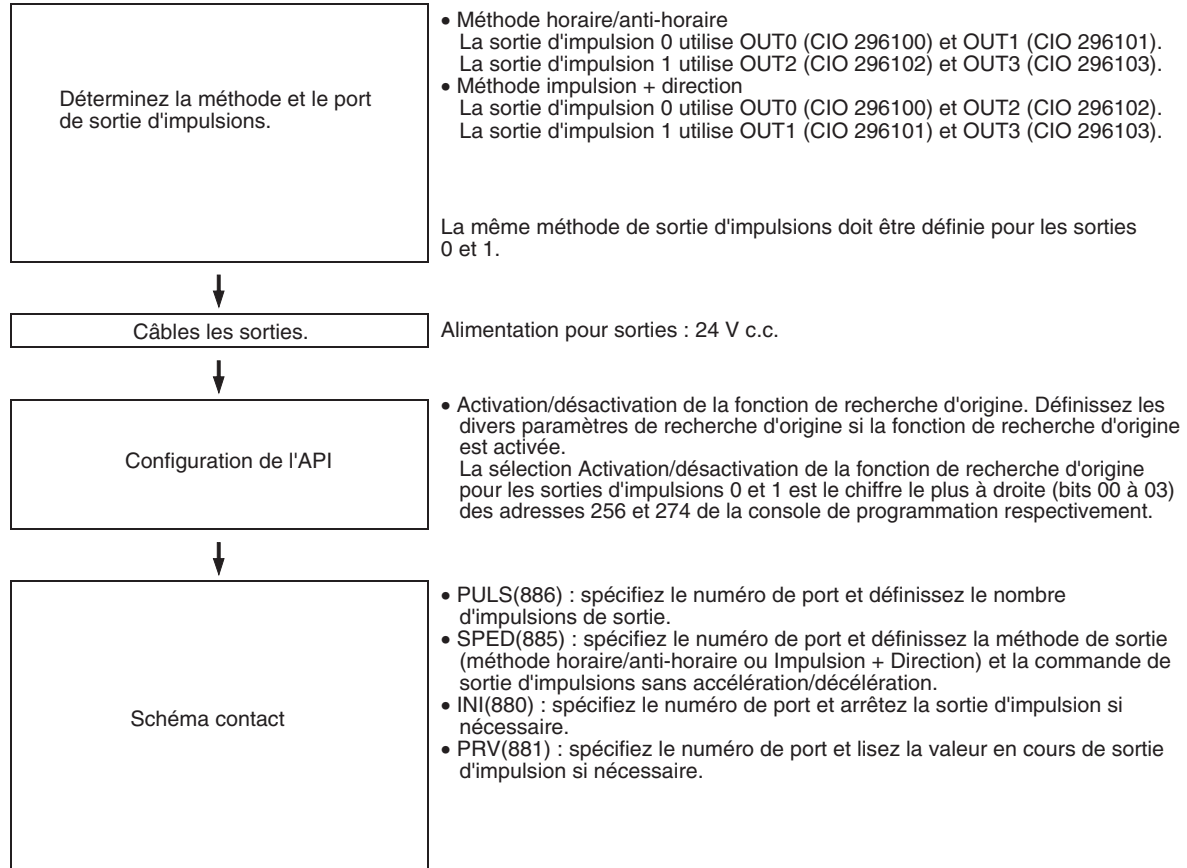 Déterminez la méthode et le port
de sortie d'impulsions.
• Méthode horaire/anti-horaire
La sortie d'impulsion 0 utilise OUT0 (CIO 296100) et OUT1 (CIO 296101).
La sortie d'impulsion 1 utilise OUT2 (CIO 296102) et OUT3 (CIO 296103).
• Méthode impulsion + direction
La sortie d'impulsion 0 utilise OUT0 (CIO 296100) et OUT2 (CIO 296102).
La sortie d'impulsion 1 utilise OUT1 (CIO 296101) et OUT3 (CIO 296103).
La même méthode de sortie d'impulsions doit être définie pour les sorties
0 et 1.
Câbles les sorties.
Alimentation pour sorties : 24 V c.c.
Configuration de l'API
• Activation/désactivation de la fonction de recherche d'origine. Définissez les
divers paramètres de recherche d'origine si la fonction de recherche d'origine
est activée.
La sélection Activation/désactivation de la fonction de recherche d'origine
pour les sorties d'impulsions 0 et 1 est le chiffre le plus à droite (bits 00 à 03)
des adresses 256 et 274 de la console de programmation respectivement.
Schéma contact
• PULS(886) : spécifiez le numéro de port et définissez le nombre
d'impulsions de sortie.
• SPED(885) : spécifiez le numéro de port et définissez la méthode de sortie
(méthode horaire/anti-horaire ou Impulsion + Direction) et la commande de
sortie d'impulsions sans accélération/décélération.
• INI(880) : spécifiez le numéro de port et arrêtez la sortie d'impulsion si
nécessaire.
• PRV(881) : spécifiez le numéro de port et lisez la valeur en cours de sortie
d'impulsion si nécessaire.